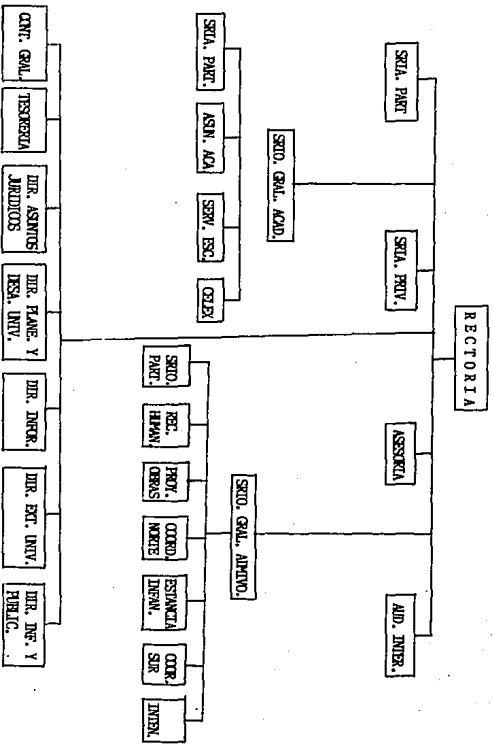 RECTORIA
SRIA. PART
SRIA. PRIV.
ASESORIA
AUD. INTER.
SRIO. GRAL. ACAD.
SRIO. GRAL. ADMIVO.
SRIA. PART.
ASUN. ACA
SERV. ESC.
CELEX
SRIO.
PART.
REC.
HUMAN.
PROY.
OBRAS
COORD.
NORTE
ESTANCIA
INFAN.
COOR.
SUR
INTEN.
CONT. GRAL.
TESORERIA
DIR. ASUNTOS
JURIDICOS
DIR. PLANE. Y
DESA. UNIV.
DIR. INFOR.
DIR. EXT. UNIV.
DIR. INF. Y
PUBLIC.